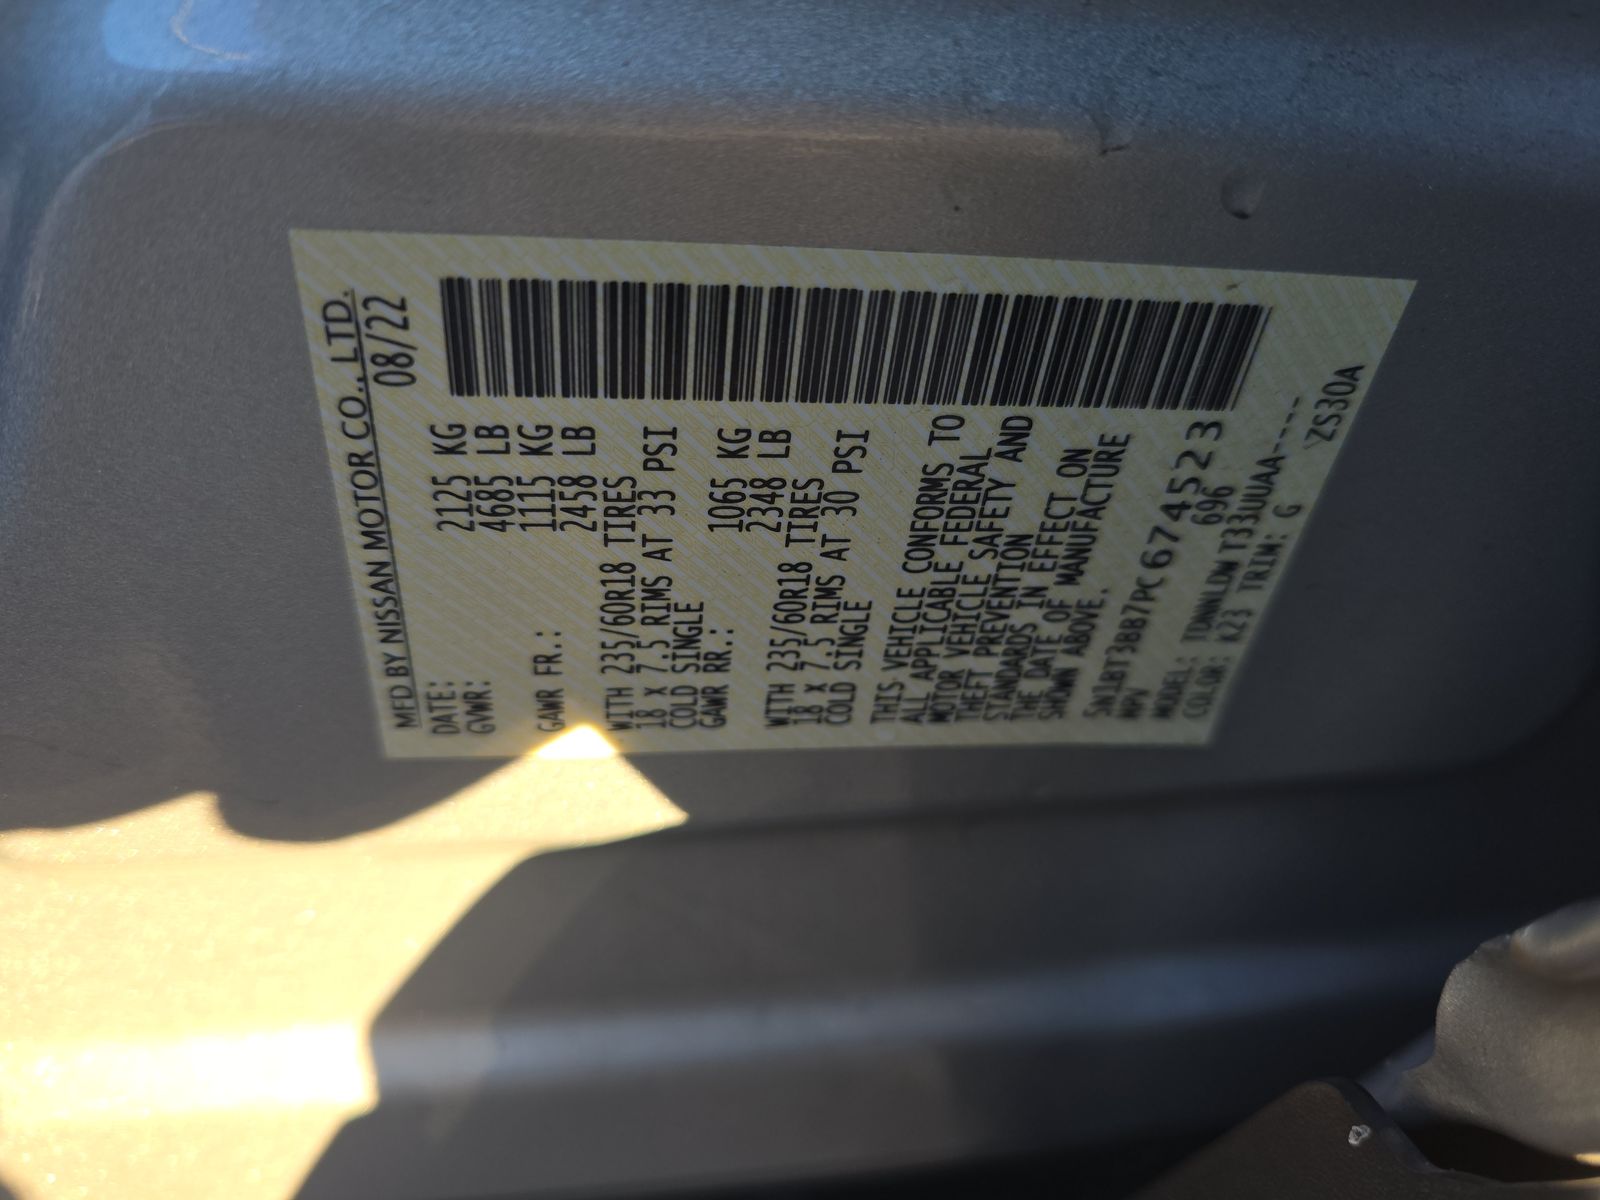 MFD BY NISSAN MOTOR CO., LTD.
DATE: 08/22
GVWR: 2125 KG
4685 LB
GAWR FR.: 1115 KG
2458 LB
WITH 235/60R18 TIRES
18 x 7.5 RIMS AT 33 PSI
COLD SINGLE
GAWR RR.: 1065 KG
2348 LB
WITH 235/60R18 TIRES
18 x 7.5 RIMS AT 30 PSI
COLD SINGLE
THIS VEHICLE CONFORMS TO
ALL APPLICABLE FEDERAL
MOTOR VEHICLE SAFETY AND
THEFT PREVENTION
STANDARDS IN EFFECT ON
THE DATE OF MANUFACTURE
SHOWN ABOVE.
5N1BT3BB7PC674523
MPV 696
MODEL: TDNNLDW T33UUAA----
COLOR: K23 TRIM: G
ZS30A